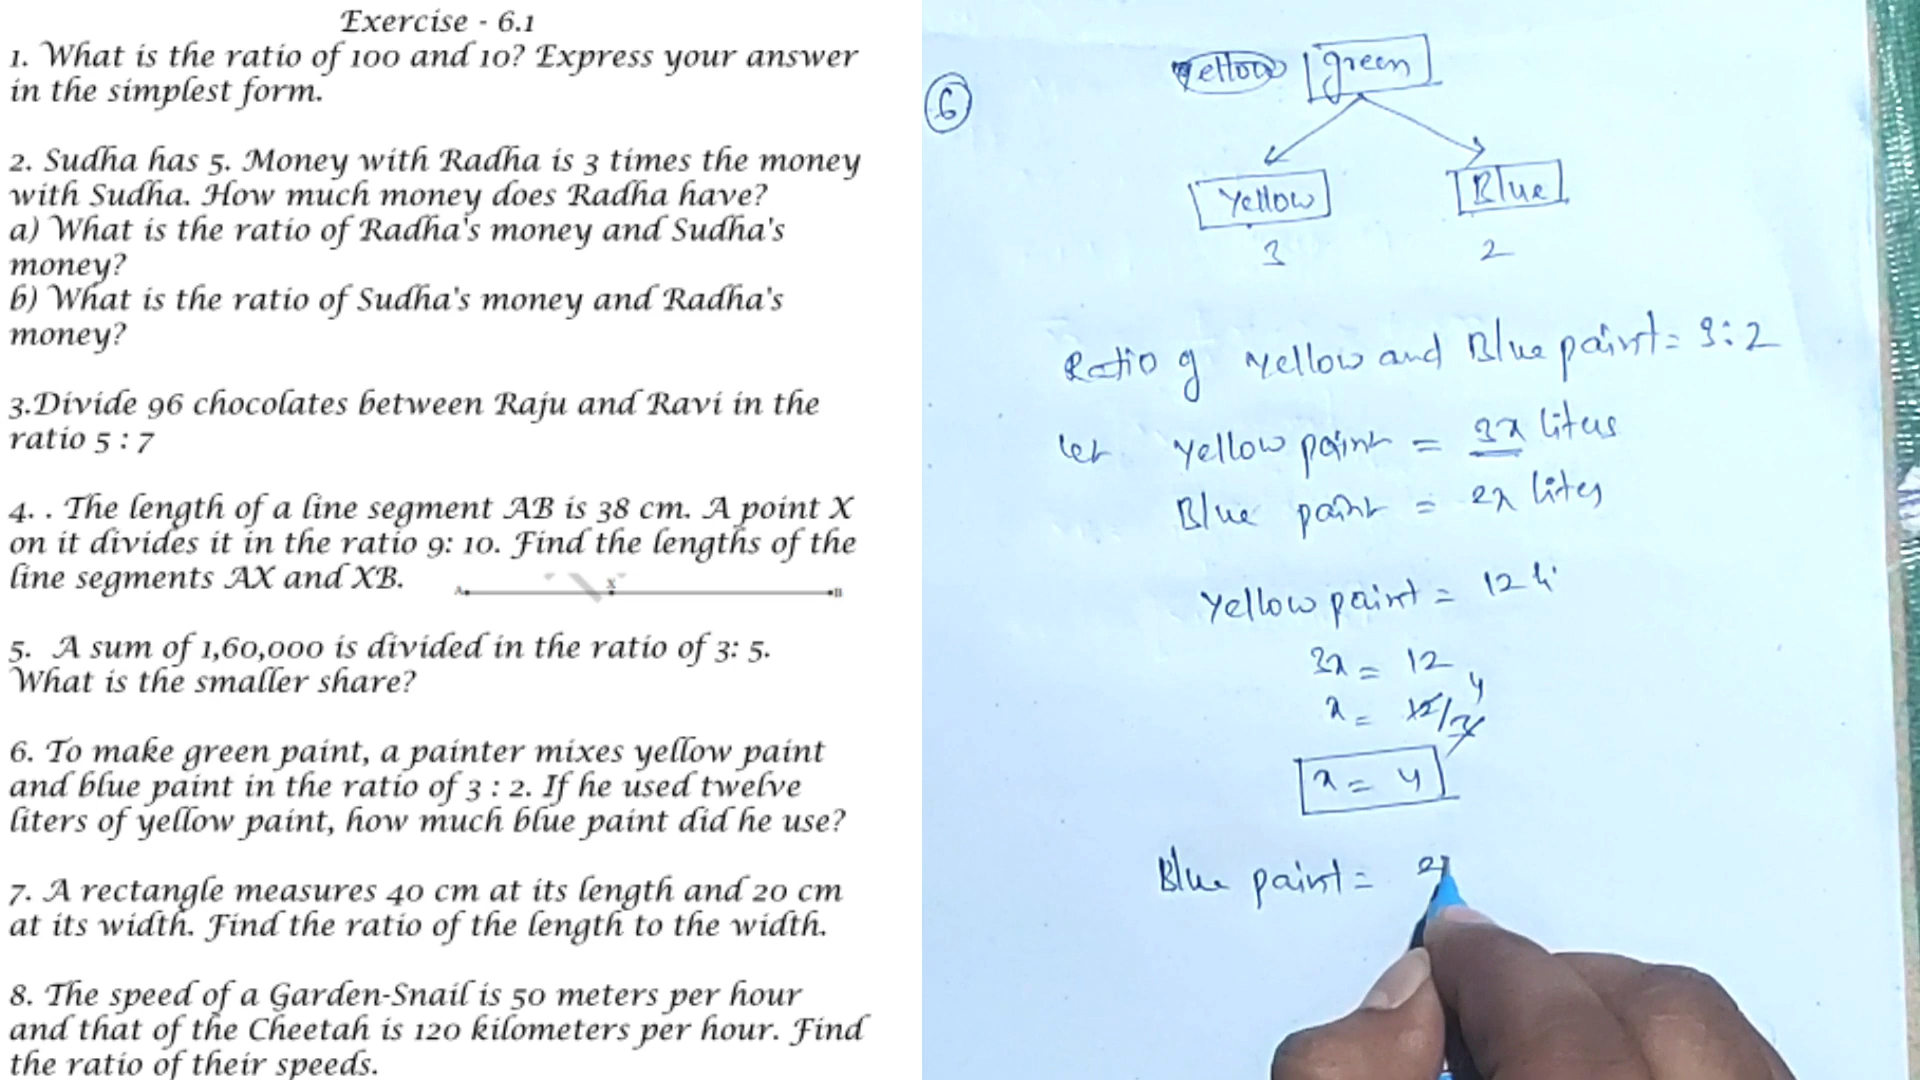 Exercise - 6.1
1. What is the ratio of 100 and 10? Express your answer
in the simplest form.
2. Sudha has 5. Money with Radha is 3 times the money
with Sudha. How much money does Radha have?
a) What is the ratio of Radha's money and Sudha's
money?
b) What is the ratio of Sudha's money and Radha's
money?
3.Divide 96 chocolates between Raju and Ravi in the
ratio 5 : 7
4. . The length of a line segment AB is 38 cm. A point X
on it divides it in the ratio 9: 10. Find the lengths of the
line segments AX and XB.
A X B
5. A sum of 1,60,000 is divided in the ratio of 3: 5.
What is the smaller share?
6. To make green paint, a painter mixes yellow paint
and blue paint in the ratio of 3 : 2. If he used twelve
liters of yellow paint, how much blue paint did he use?
7. A rectangle measures 40 cm at its length and 20 cm
at its width. Find the ratio of the length to the width.
8. The speed of a Garden-Snail is 50 meters per hour
and that of the Cheetah is 120 kilometers per hour. Find
the ratio of their speeds.
6
yellow green
Yellow Blue
3 2
Ratio of yellow and Blue paint = 3:2
let yellow paint = 3x liters
Blue paint = 2x liters
Yellow paint = 12 li
3x = 12
x = 12/3 4
x = 4
Blue paint = 2